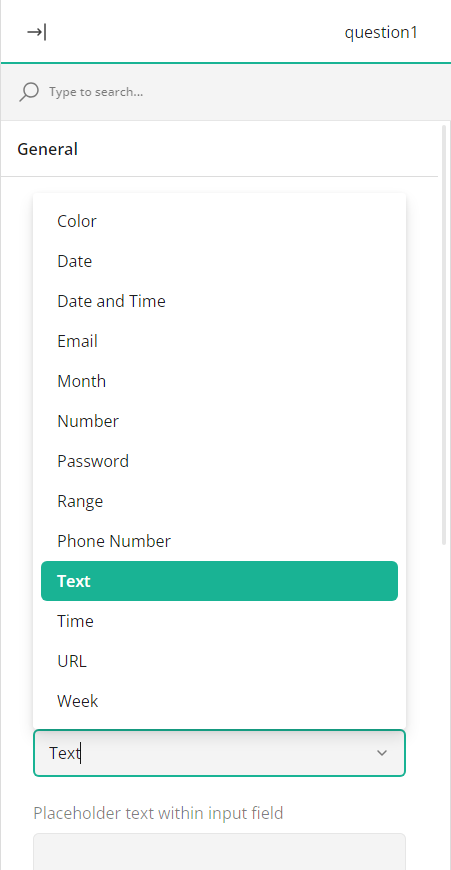 question1
Type to search...
General
Color
Date
Date and Time
Email
Month
Number
Password
Range
Phone Number
Text
Time
URL
Week
Text
Placeholder text within input field